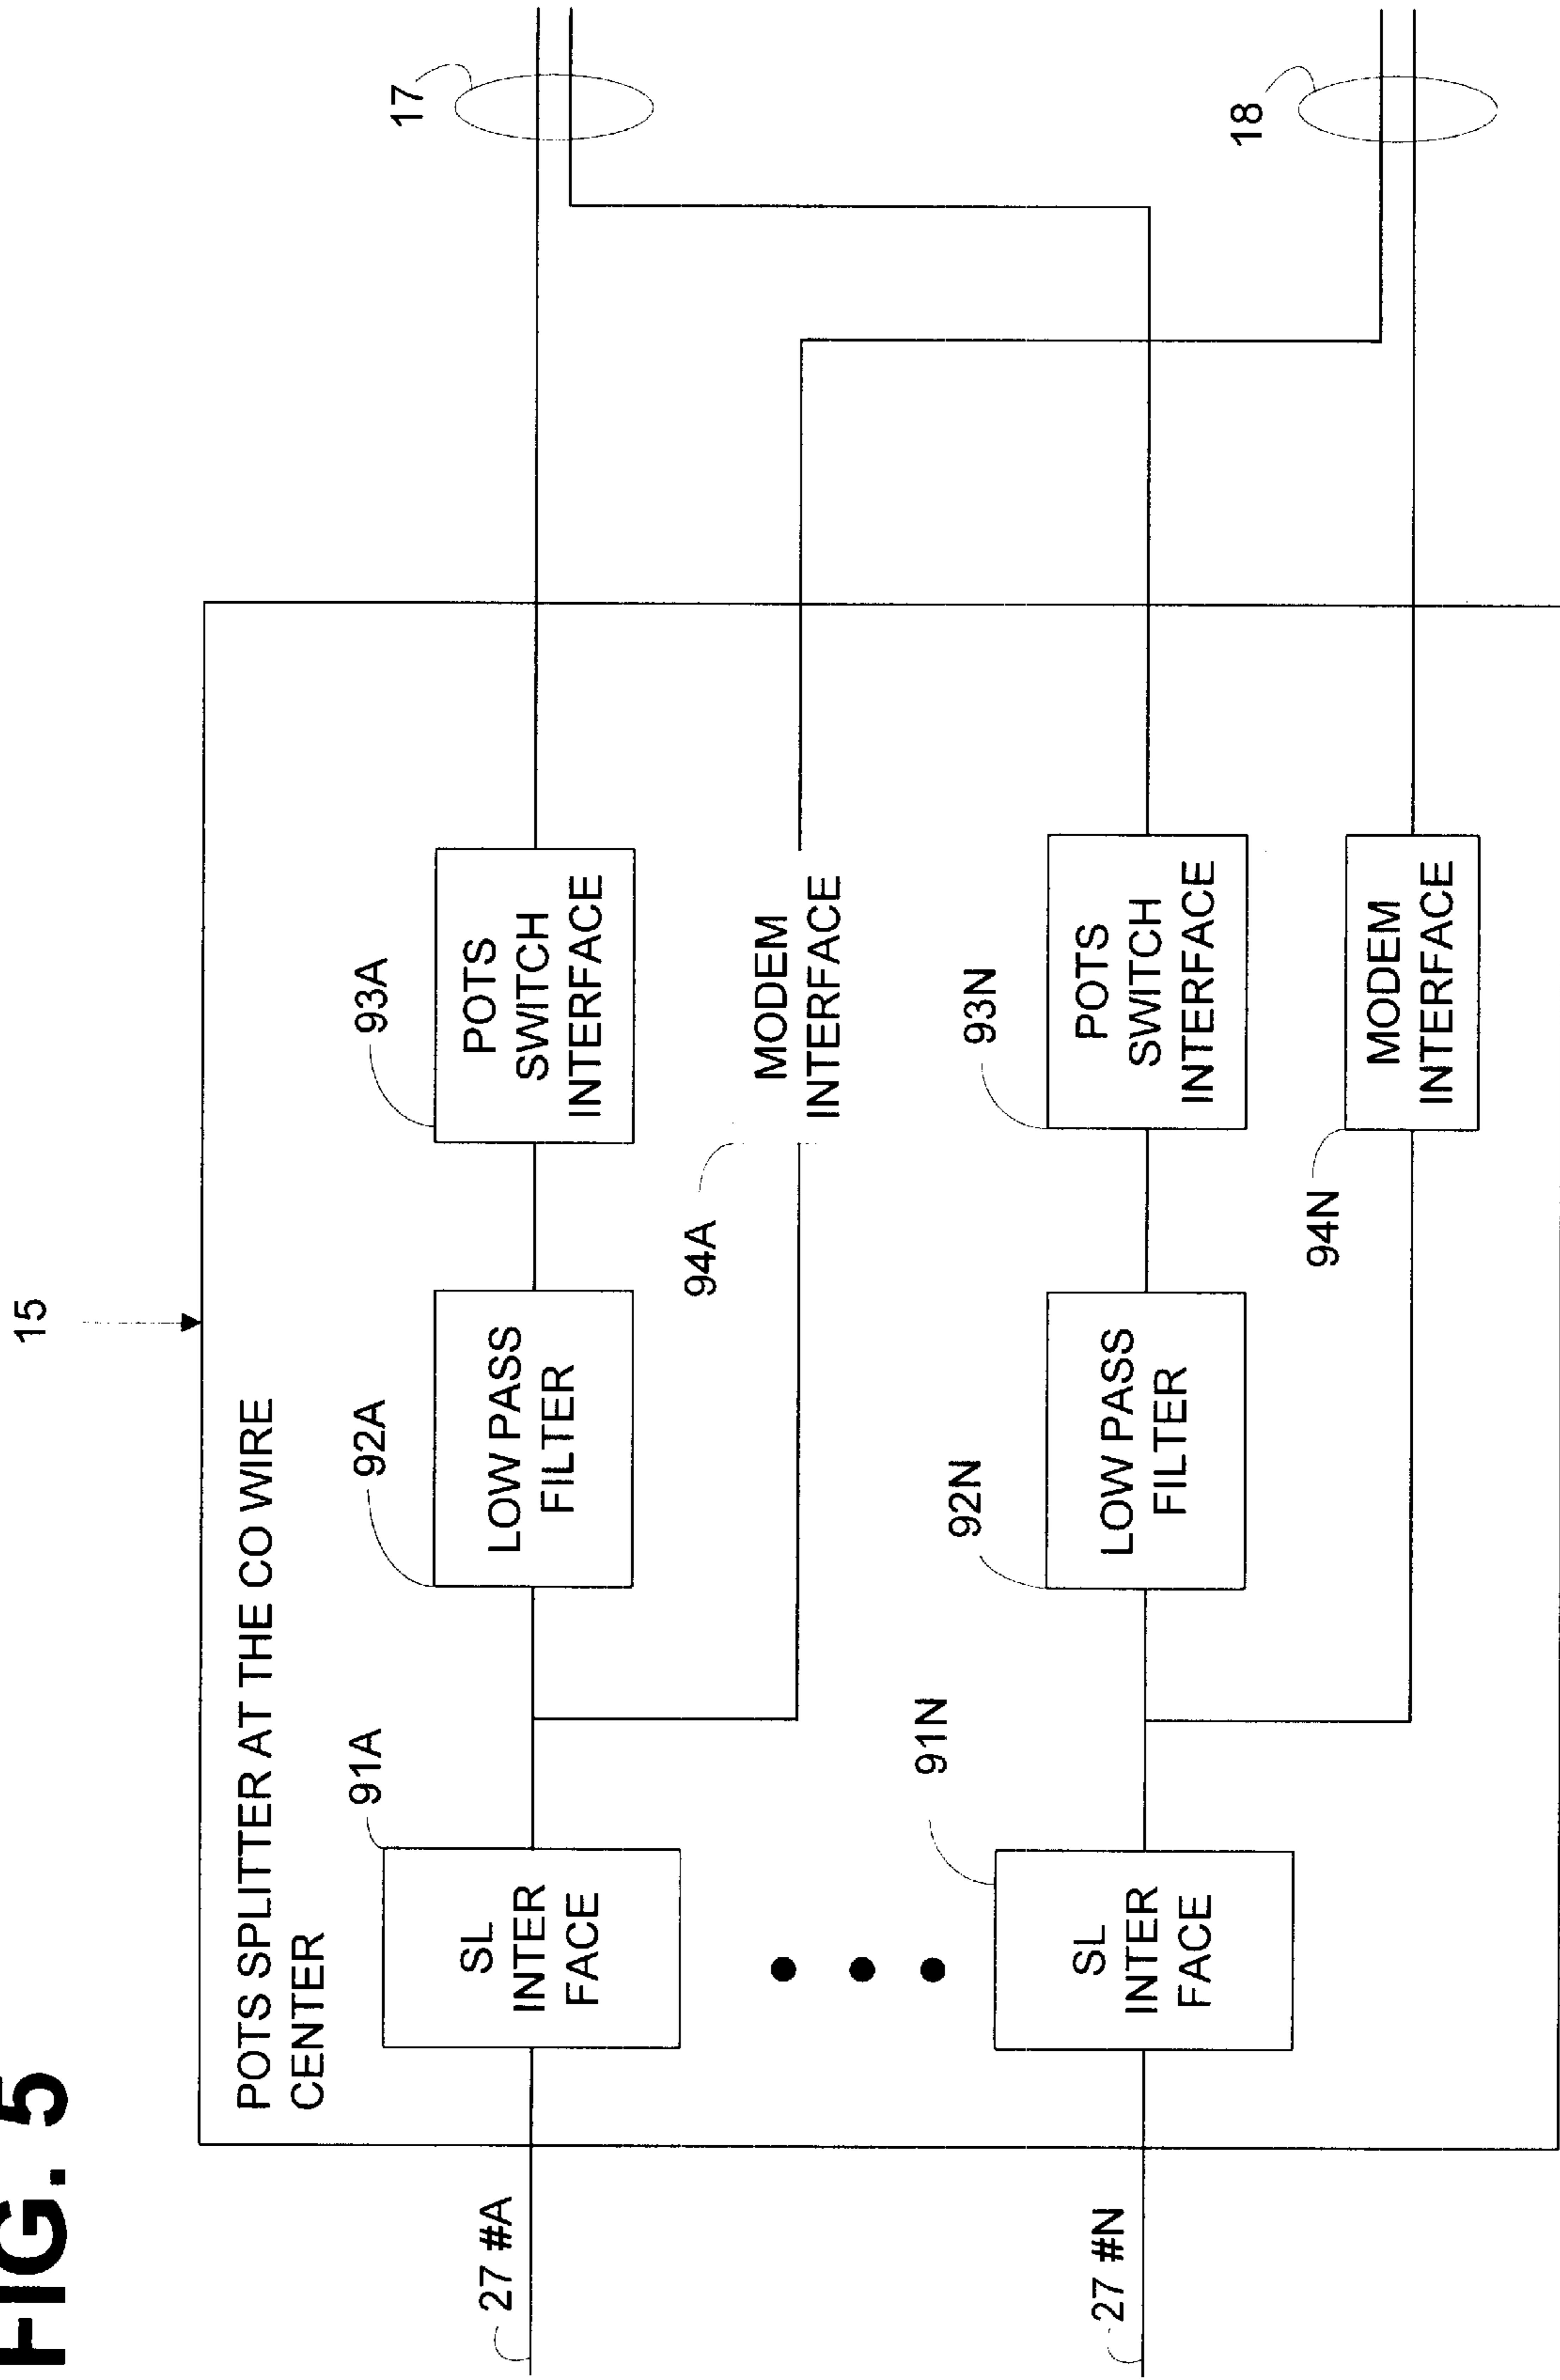 FIG. 5
15
POTS SPLITTER AT THE CO WIRE
CENTER
27 #A
91A
SL
INTER
FACE
92A
LOW PASS
FILTER
93A
POTS
SWITCH
INTERFACE
17
94A
MODEM
INTERFACE
27 #N
91N
SL
INTER
FACE
92N
LOW PASS
FILTER
93N
POTS
SWITCH
INTERFACE
94N
MODEM
INTERFACE
18